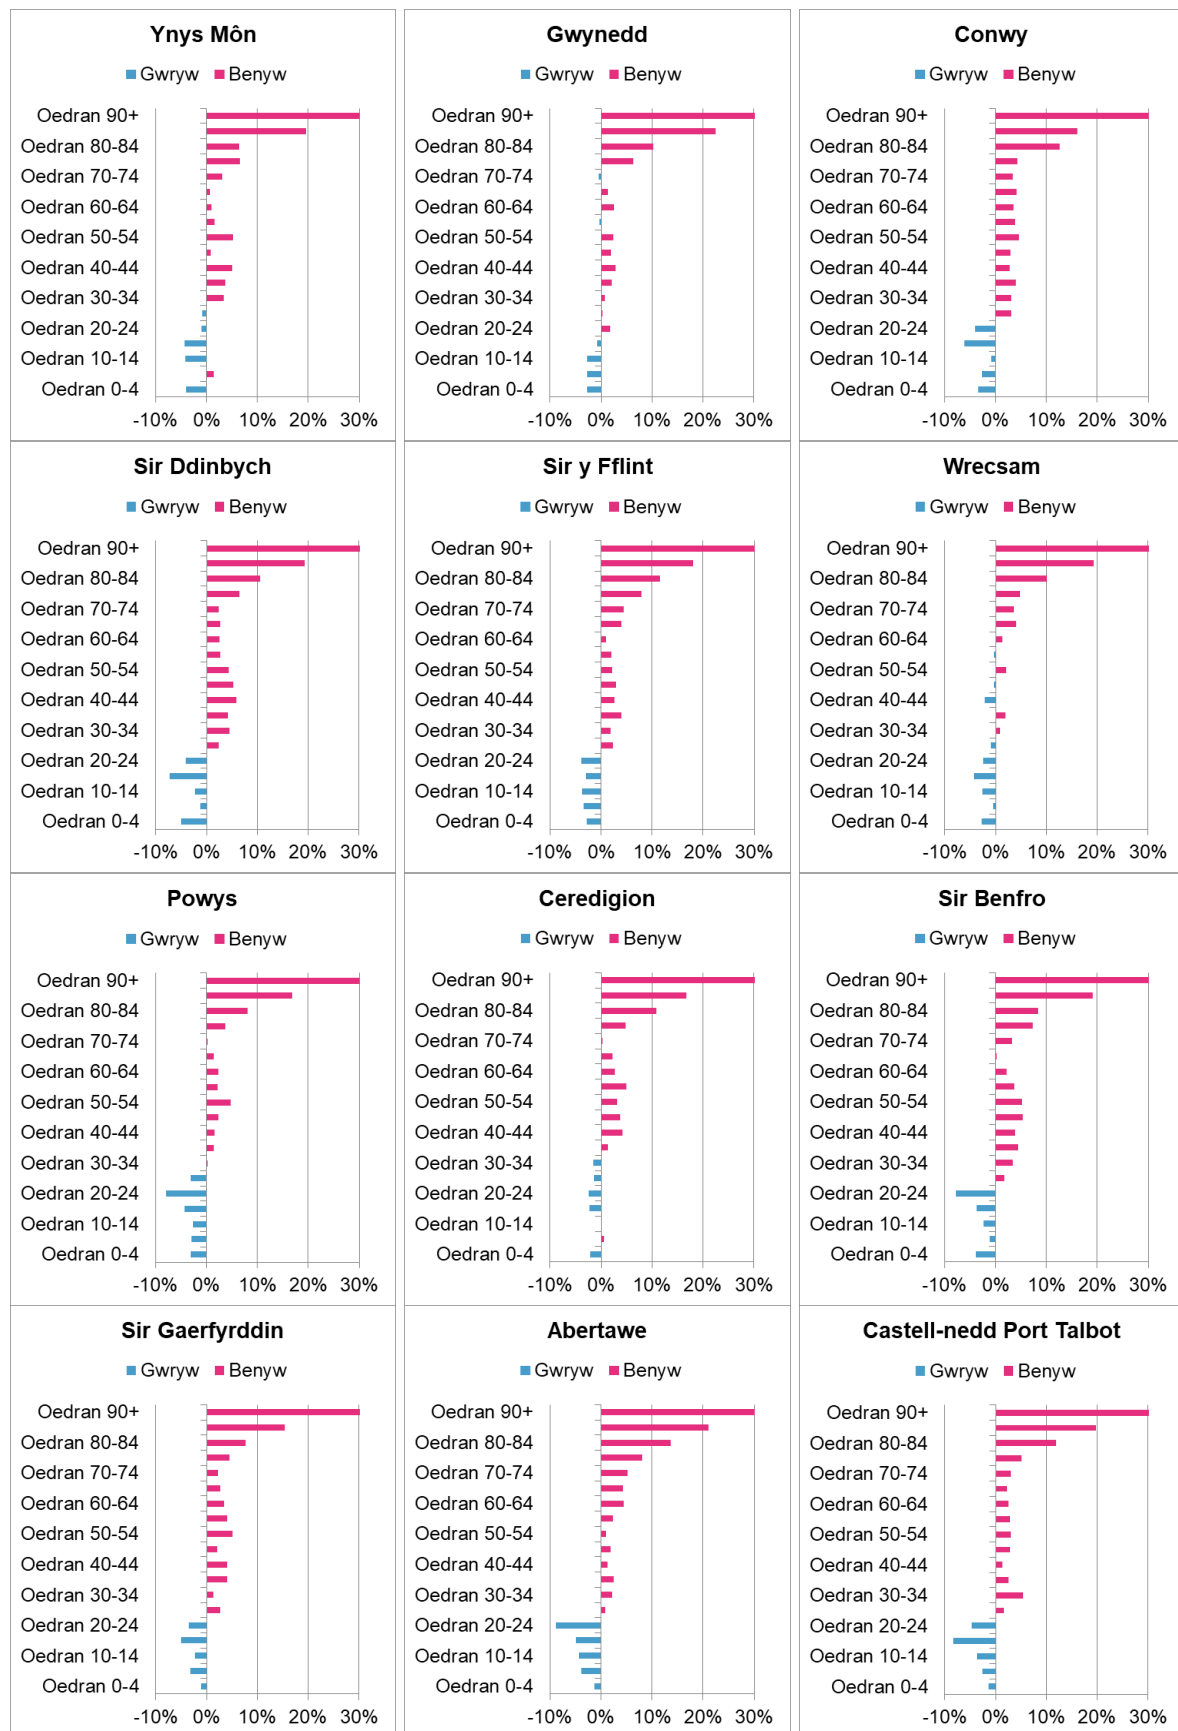 Ynys Môn
Gwryw Benyw
Oedran 90+
Oedran 80-84
Oedran 70-74
Oedran 60-64
Oedran 50-54
Oedran 40-44
Oedran 30-34
Oedran 20-24
Oedran 10-14
Oedran 0-4
-10% 0% 10% 20% 30%
Gwynedd
Gwryw Benyw
Oedran 90+
Oedran 80-84
Oedran 70-74
Oedran 60-64
Oedran 50-54
Oedran 40-44
Oedran 30-34
Oedran 20-24
Oedran 10-14
Oedran 0-4
-10% 0% 10% 20% 30%
Conwy
Gwryw Benyw
Oedran 90+
Oedran 80-84
Oedran 70-74
Oedran 60-64
Oedran 50-54
Oedran 40-44
Oedran 30-34
Oedran 20-24
Oedran 10-14
Oedran 0-4
-10% 0% 10% 20% 30%
Sir Ddinbych
Gwryw Benyw
Oedran 90+
Oedran 80-84
Oedran 70-74
Oedran 60-64
Oedran 50-54
Oedran 40-44
Oedran 30-34
Oedran 20-24
Oedran 10-14
Oedran 0-4
-10% 0% 10% 20% 30%
Sir y Fflint
Gwryw Benyw
Oedran 90+
Oedran 80-84
Oedran 70-74
Oedran 60-64
Oedran 50-54
Oedran 40-44
Oedran 30-34
Oedran 20-24
Oedran 10-14
Oedran 0-4
-10% 0% 10% 20% 30%
Wrecsam
Gwryw Benyw
Oedran 90+
Oedran 80-84
Oedran 70-74
Oedran 60-64
Oedran 50-54
Oedran 40-44
Oedran 30-34
Oedran 20-24
Oedran 10-14
Oedran 0-4
-10% 0% 10% 20% 30%
Powys
Gwryw Benyw
Oedran 90+
Oedran 80-84
Oedran 70-74
Oedran 60-64
Oedran 50-54
Oedran 40-44
Oedran 30-34
Oedran 20-24
Oedran 10-14
Oedran 0-4
-10% 0% 10% 20% 30%
Ceredigion
Gwryw Benyw
Oedran 90+
Oedran 80-84
Oedran 70-74
Oedran 60-64
Oedran 50-54
Oedran 40-44
Oedran 30-34
Oedran 20-24
Oedran 10-14
Oedran 0-4
-10% 0% 10% 20% 30%
Sir Benfro
Gwryw Benyw
Oedran 90+
Oedran 80-84
Oedran 70-74
Oedran 60-64
Oedran 50-54
Oedran 40-44
Oedran 30-34
Oedran 20-24
Oedran 10-14
Oedran 0-4
-10% 0% 10% 20% 30%
Sir Gaerfyrddin
Gwryw Benyw
Oedran 90+
Oedran 80-84
Oedran 70-74
Oedran 60-64
Oedran 50-54
Oedran 40-44
Oedran 30-34
Oedran 20-24
Oedran 10-14
Oedran 0-4
-10% 0% 10% 20% 30%
Abertawe
Gwryw Benyw
Oedran 90+
Oedran 80-84
Oedran 70-74
Oedran 60-64
Oedran 50-54
Oedran 40-44
Oedran 30-34
Oedran 20-24
Oedran 10-14
Oedran 0-4
-10% 0% 10% 20% 30%
Castell-nedd Port Talbot
Gwryw Benyw
Oedran 90+
Oedran 80-84
Oedran 70-74
Oedran 60-64
Oedran 50-54
Oedran 40-44
Oedran 30-34
Oedran 20-24
Oedran 10-14
Oedran 0-4
-10% 0% 10% 20% 30%